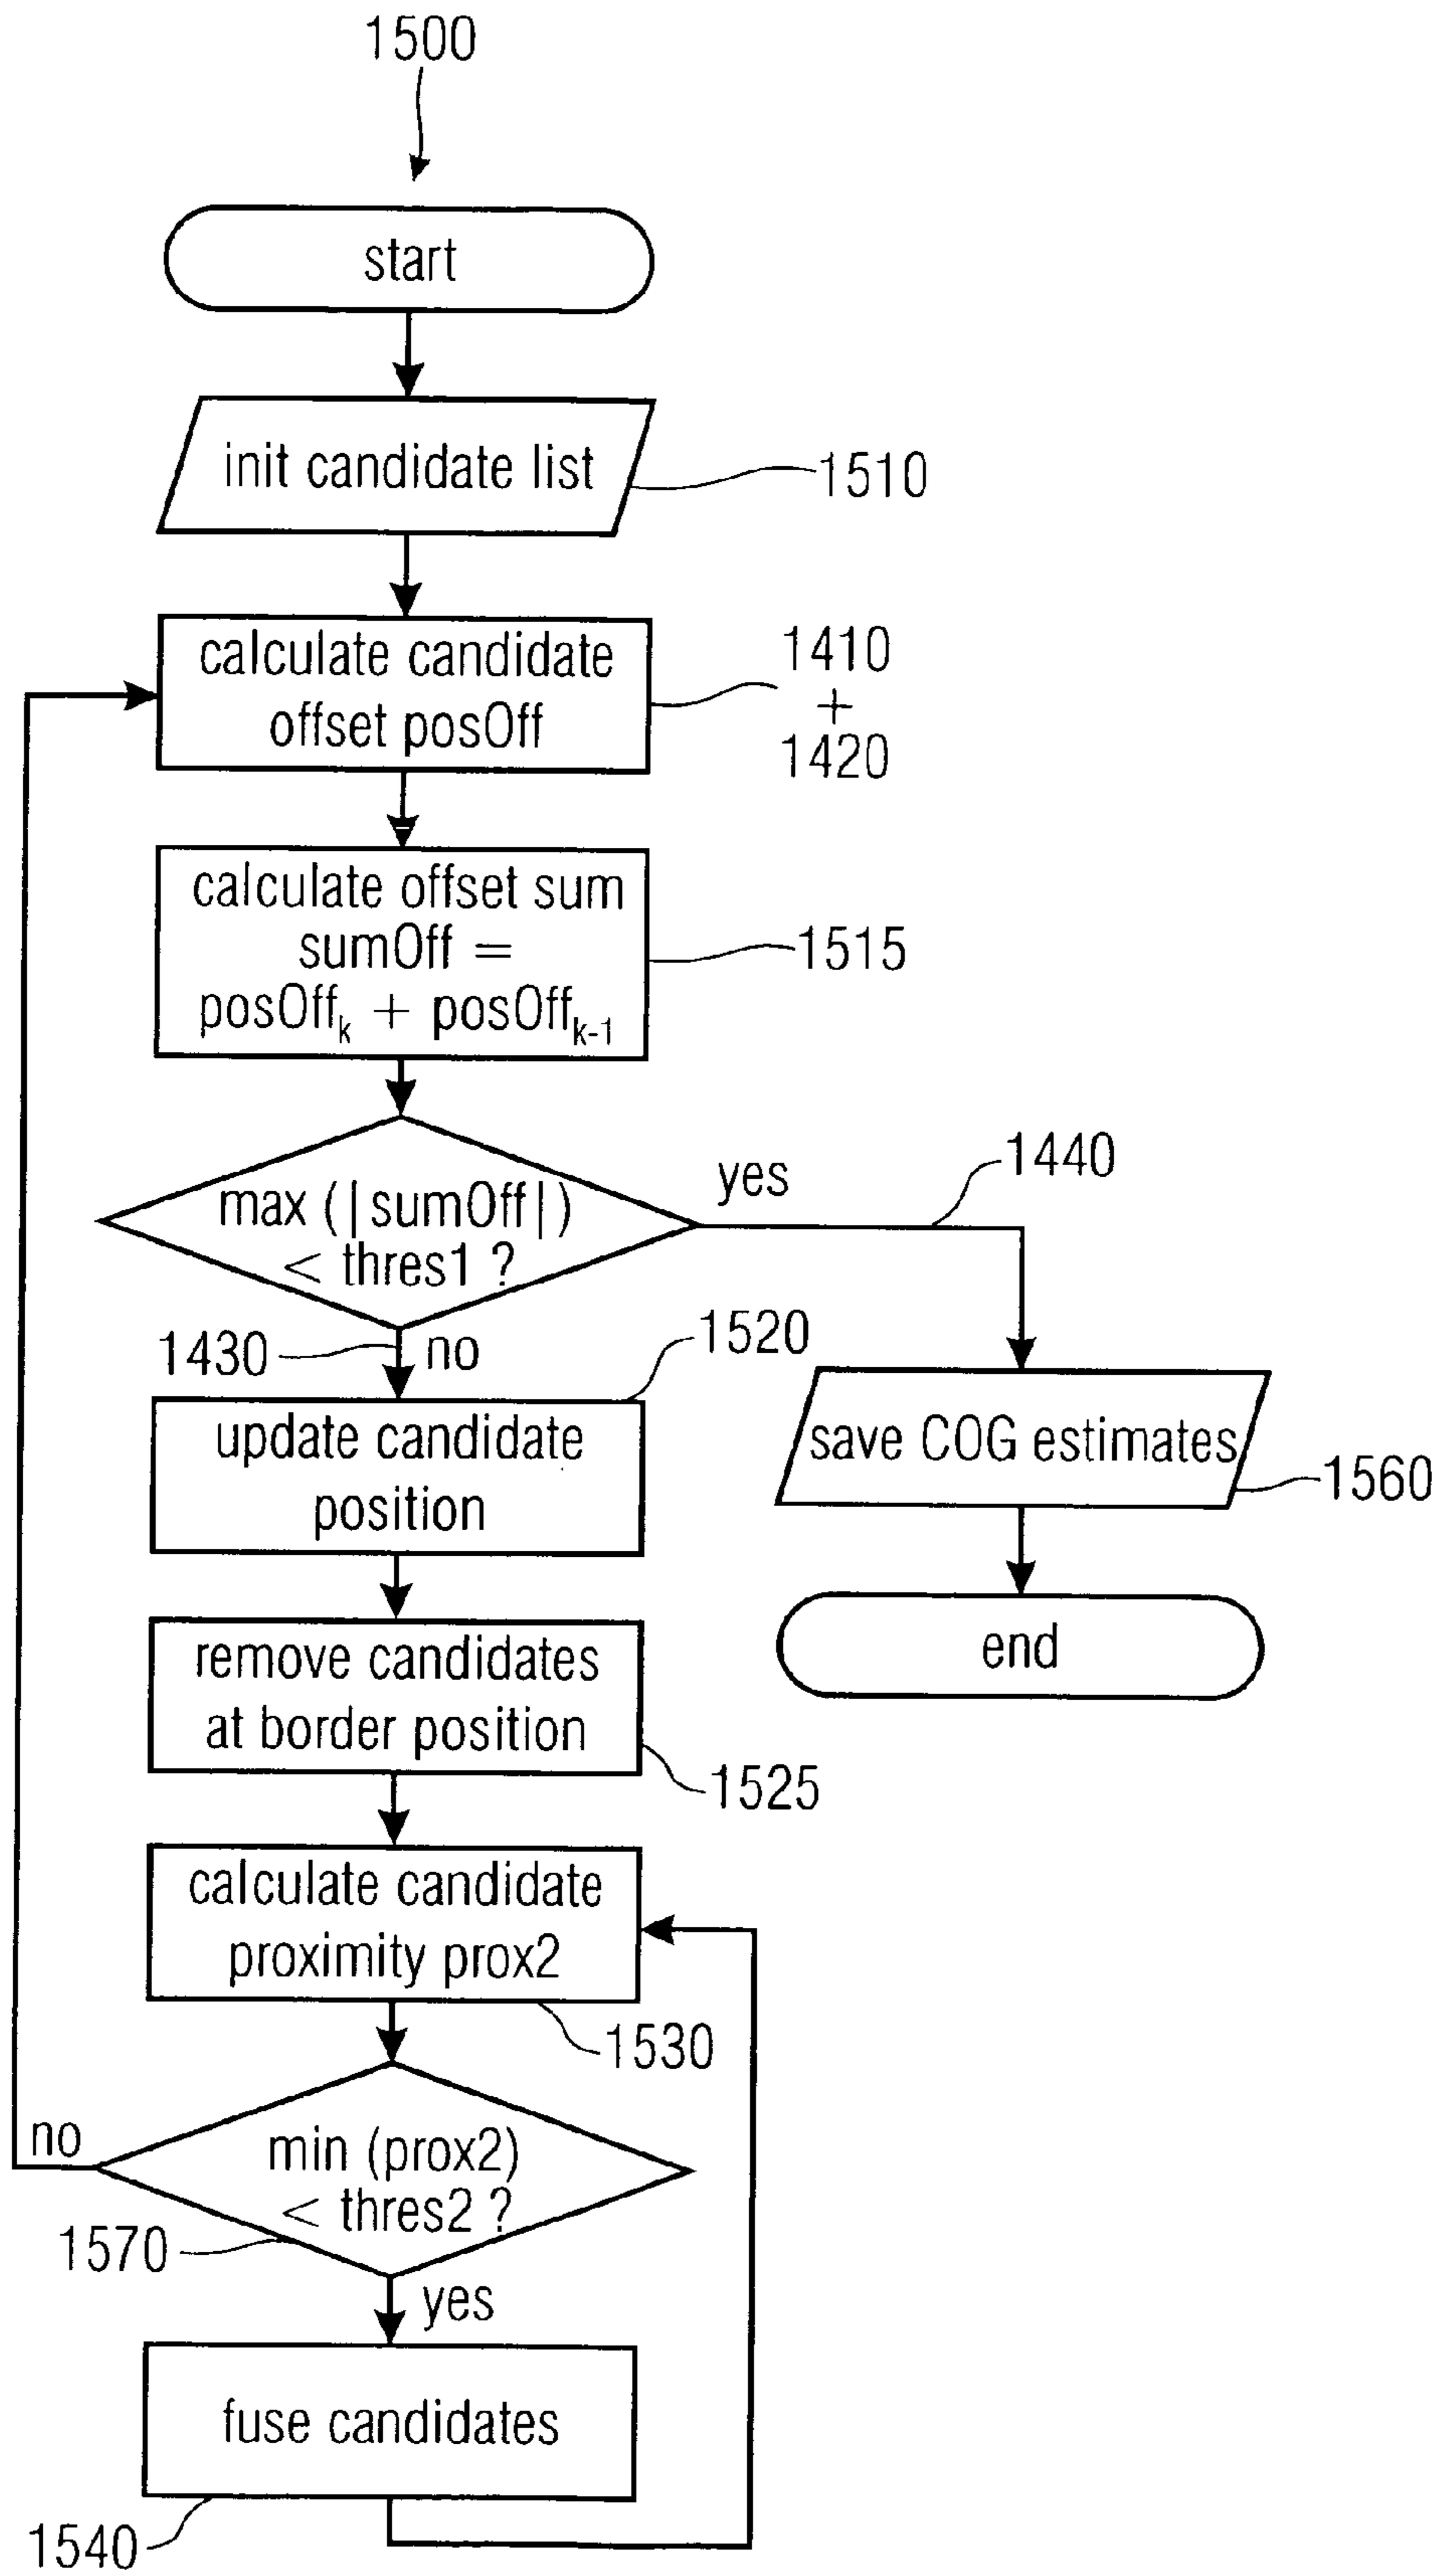 1500
start
init candidate list
1510
calculate candidate
offset posOff
1410
+
1420
calculate offset sum
sumOff =
posOffk + posOffk-1
1515
max (|sumOff|)
< thres1 ?
yes
1440
1430
no
1520
update candidate
position
save COG estimates
1560
remove candidates
at border position
1525
end
calculate candidate
proximity prox2
1530
no
min (prox2)
< thres2 ?
1570
yes
fuse candidates
1540